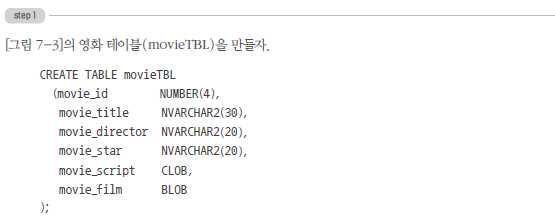 step 1
[그림 7-3]의 영화 테이블(movieTBL)을 만들자.
CREATE TABLE movieTBL
(movie_id NUMBER(4),
movie_title NVARCHAR2(30),
movie_director NVARCHAR2(20),
movie_star NVARCHAR2(20),
movie_script CLOB,
movie_film BLOB
);